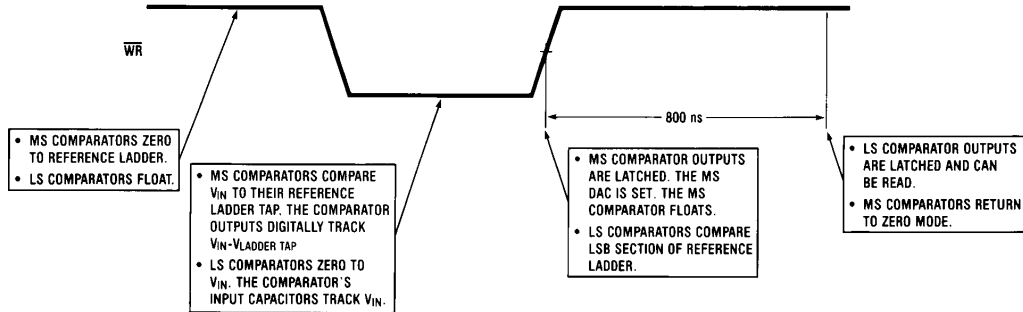 WR
800 ns
• MS COMPARATORS ZERO
TO REFERENCE LADDER.
• LS COMPARATORS FLOAT.
• MS COMPARATORS COMPARE
VIN TO THEIR REFERENCE
LADDER TAP. THE COMPARATOR
OUTPUTS DIGITALLY TRACK
VIN-VLADDER TAP
• LS COMPARATORS ZERO TO
VIN. THE COMPARATOR'S
INPUT CAPACITORS TRACK VIN.
• MS COMPARATOR OUTPUTS
ARE LATCHED. THE MS
DAC IS SET. THE MS
COMPARATOR FLOATS.
• LS COMPARATORS COMPARE
LSB SECTION OF REFERENCE
LADDER.
• LS COMPARATOR OUTPUTS
ARE LATCHED AND CAN
BE READ.
• MS COMPARATORS RETURN
TO ZERO MODE.